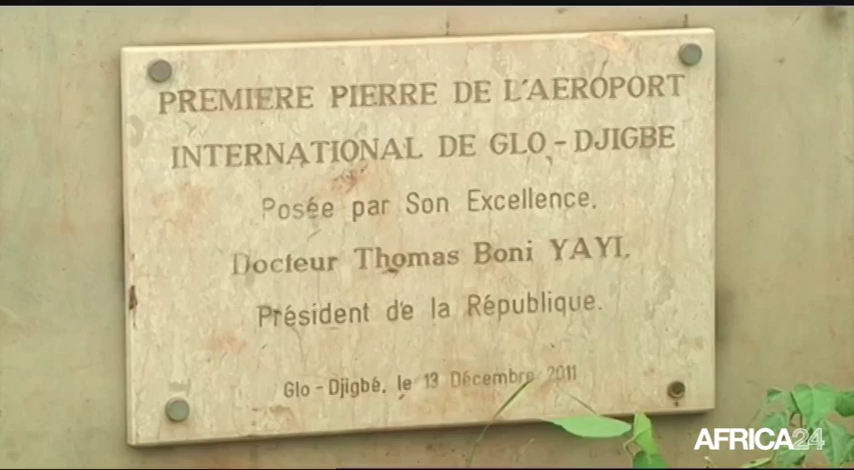 PREMIERE PIERRE DE L'AEROPORT
INTERNATIONAL DE GLO - DJIGBE
Posée par Son Excellence,
Docteur Thomas Boni YAYI,
Président de la République.
Glo - Djigbé, le 13 Décembre 2011
AFRICA24